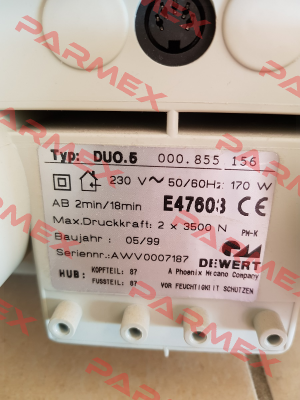 PARMEX
Typ: DUO.5 000.855 156
230 V~ 50/60Hz 170 W
AB 2min/18min E47603 CE
Max.Druckkraft: 2 x 3500 N PM-K
Baujahr : 05/99
Seriennr.:AWV0007187 DEWERT
A Phoenix Mecano Company
HUB: KOPFTEIL: 87
FUSSTEIL: 87 VOR FEUCHTIGKEIT SCHÜTZEN
PARMEX